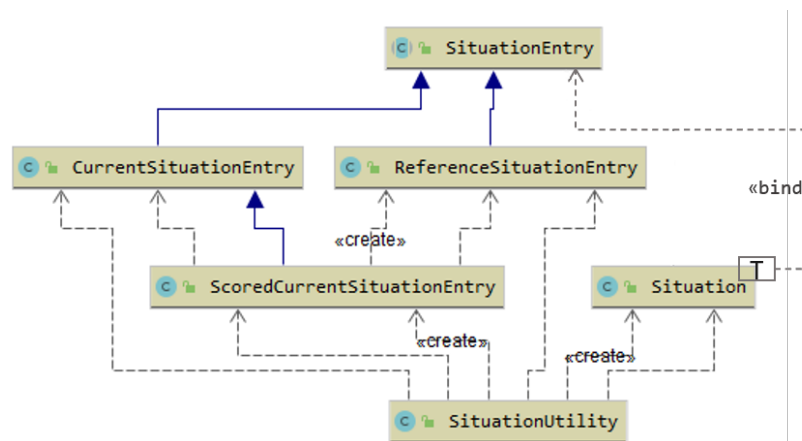 C SituationEntry
C CurrentSituationEntry
C ReferenceSituationEntry
«bind
«create»
C ScoredCurrentSituationEntry
T
C Situation
«create»
«create»
C SituationUtility